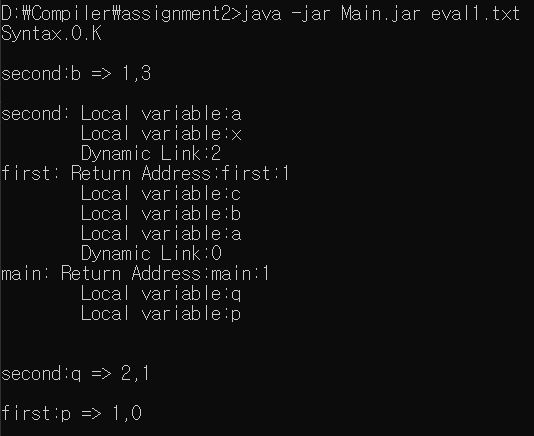 D:₩Compiler₩assignment2>java -jar Main.jar eval1.txt
Syntax.O.K
second:b => 1,3
second: Local variable:a
Local variable:x
Dynamic Link:2
first: Return Address:first:1
Local variable:c
Local variable:b
Local variable:a
Dynamic Link:0
main: Return Address:main:1
Local variable:q
Local variable:p
second:q => 2,1
first:p => 1,0